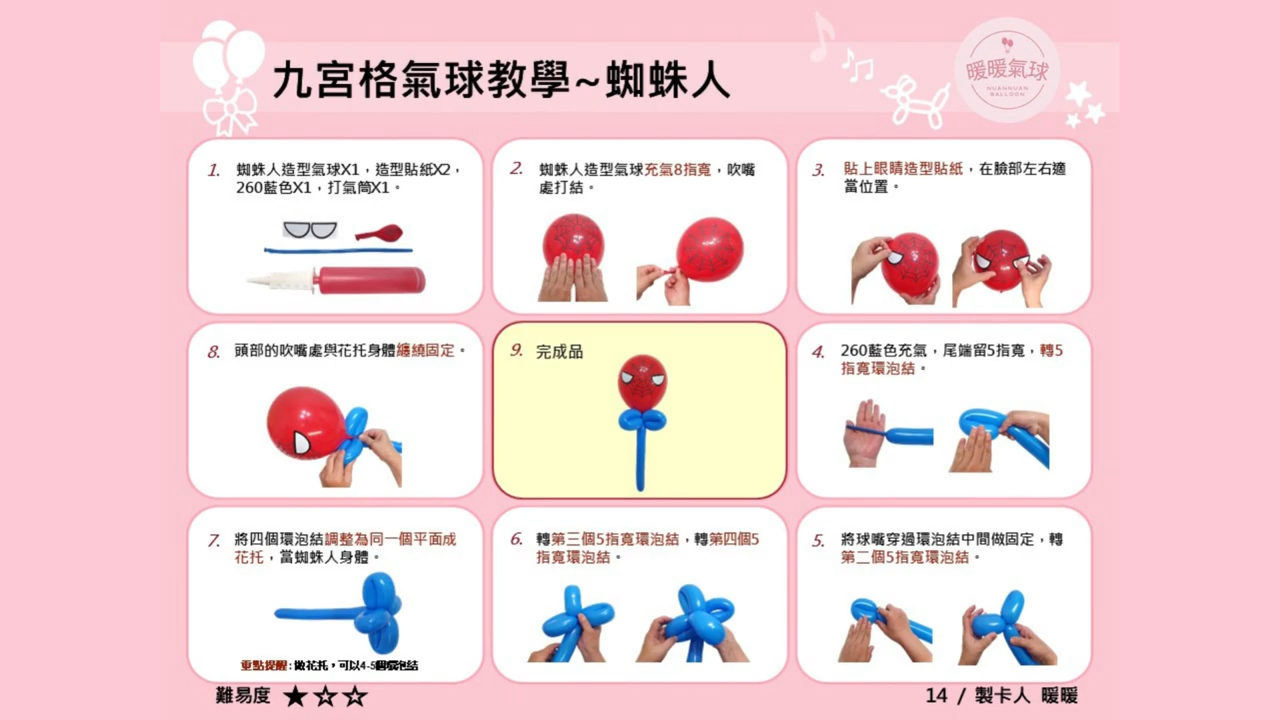 九宮格氣球教學~蜘蛛人
暖暖氣球
NUANNUAN
BALLOON
1. 蜘蛛人造型氣球X1，造型貼紙X2，
260藍色X1，打氣筒X1。
2. 蜘蛛人造型氣球充氣8指寬，吹嘴
處打結。
3. 貼上眼睛造型貼紙，在臉部左右適
當位置。
8. 頭部的吹嘴處與花托身體纏繞固定。
9. 完成品
4. 260藍色充氣，尾端留5指寬，轉5
指寬環泡結。
7. 將四個環泡結調整為同一個平面成
花托，當蜘蛛人身體。
重點提醒：做花托，可以4-5個環泡結
6. 轉第三個5指寬環泡結，轉第四個5
指寬環泡結。
5. 將球嘴穿過環泡結中間做固定，轉
第二個5指寬環泡結。
難易度 ★☆☆
14 / 製卡人 暖暖